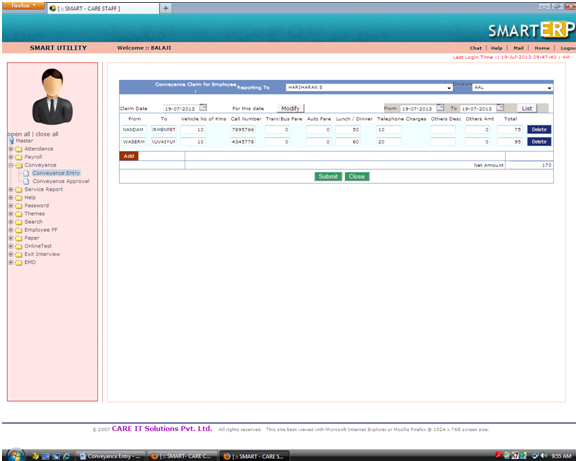 Firefox
[ :: SMART - CARE STAFF ]
+
SMART ERP
SMART UTILITY Welcome :: BALAJI Chat | Help | Mail | Home | Logou
Last Login Time :: 19-Jul-2013 09:47:43 : AM
open all | close all
Master
Attendance
Payroll
Conveyance
Conveyance Entry
Conveyance Approval
Service Report
Help
Password
Themes
Search
Employee PF
Paper
OnlineTest
Exit Interview
EMD
Conveyance Claim for Employee Reporting To HARIHARAN S AAL
Claim Date 19-07-2013 For this date Modify From 19-07-2013 To 19-07-2013 List
From To Vehicle No of Kms Call Number Train/Bus Fare Auto Fare Lunch / Dinner Telephone Charges Others Desc Others Amt Total
NANDAM 10 7895766 0 0 50 10 0 75 Delete
10 4345778 0 0 60 20 0 95 Delete
Add
Net Amount 170
Submit Close
© 2007 CARE IT Solutions Pvt. Ltd. All rights reserved. This site best viewed with Microsoft Internet Explorer or Mozilla Firefox @ 1024 x 768 screen size.
Conveyance Entry - ... [ :: SMART- CARE C... [ :: SMART - CARE S... 9:55 AM